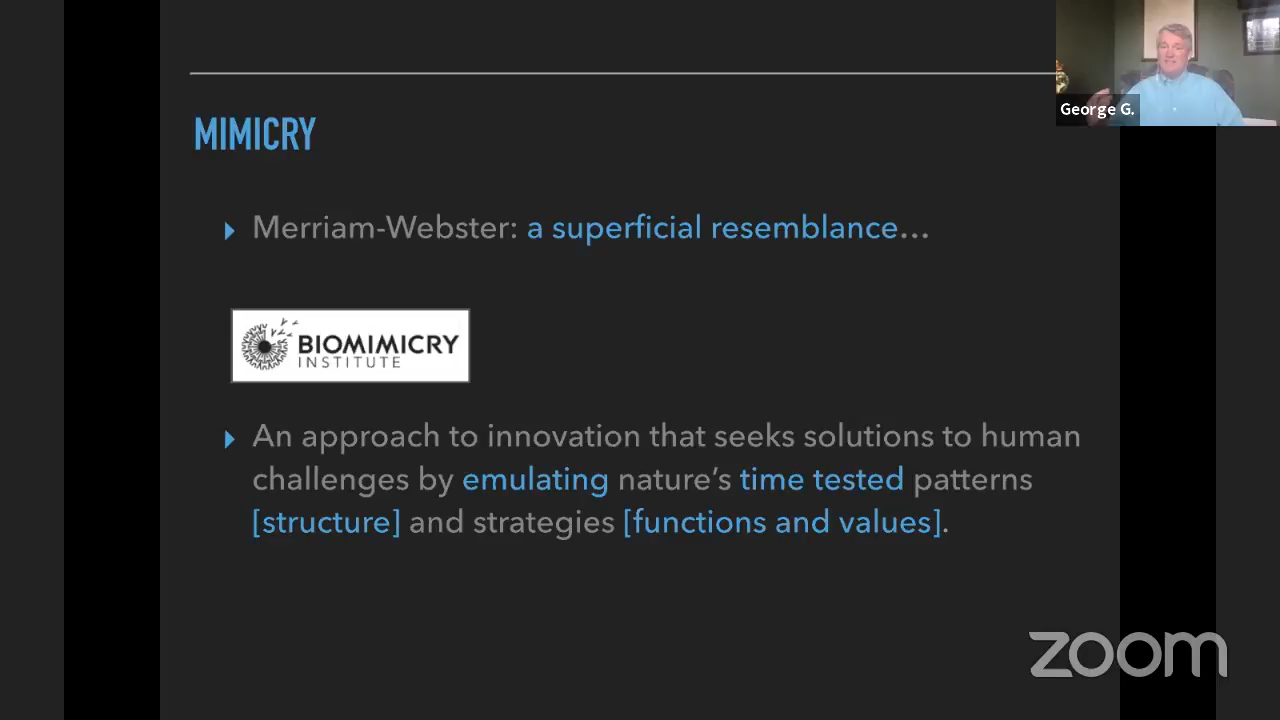 George G.
MIMICRY
Merriam-Webster: a superficial resemblance…
BIOMIMICRY
INSTITUTE
An approach to innovation that seeks solutions to human
challenges by emulating nature’s time tested patterns
[structure] and strategies [functions and values].
zoom